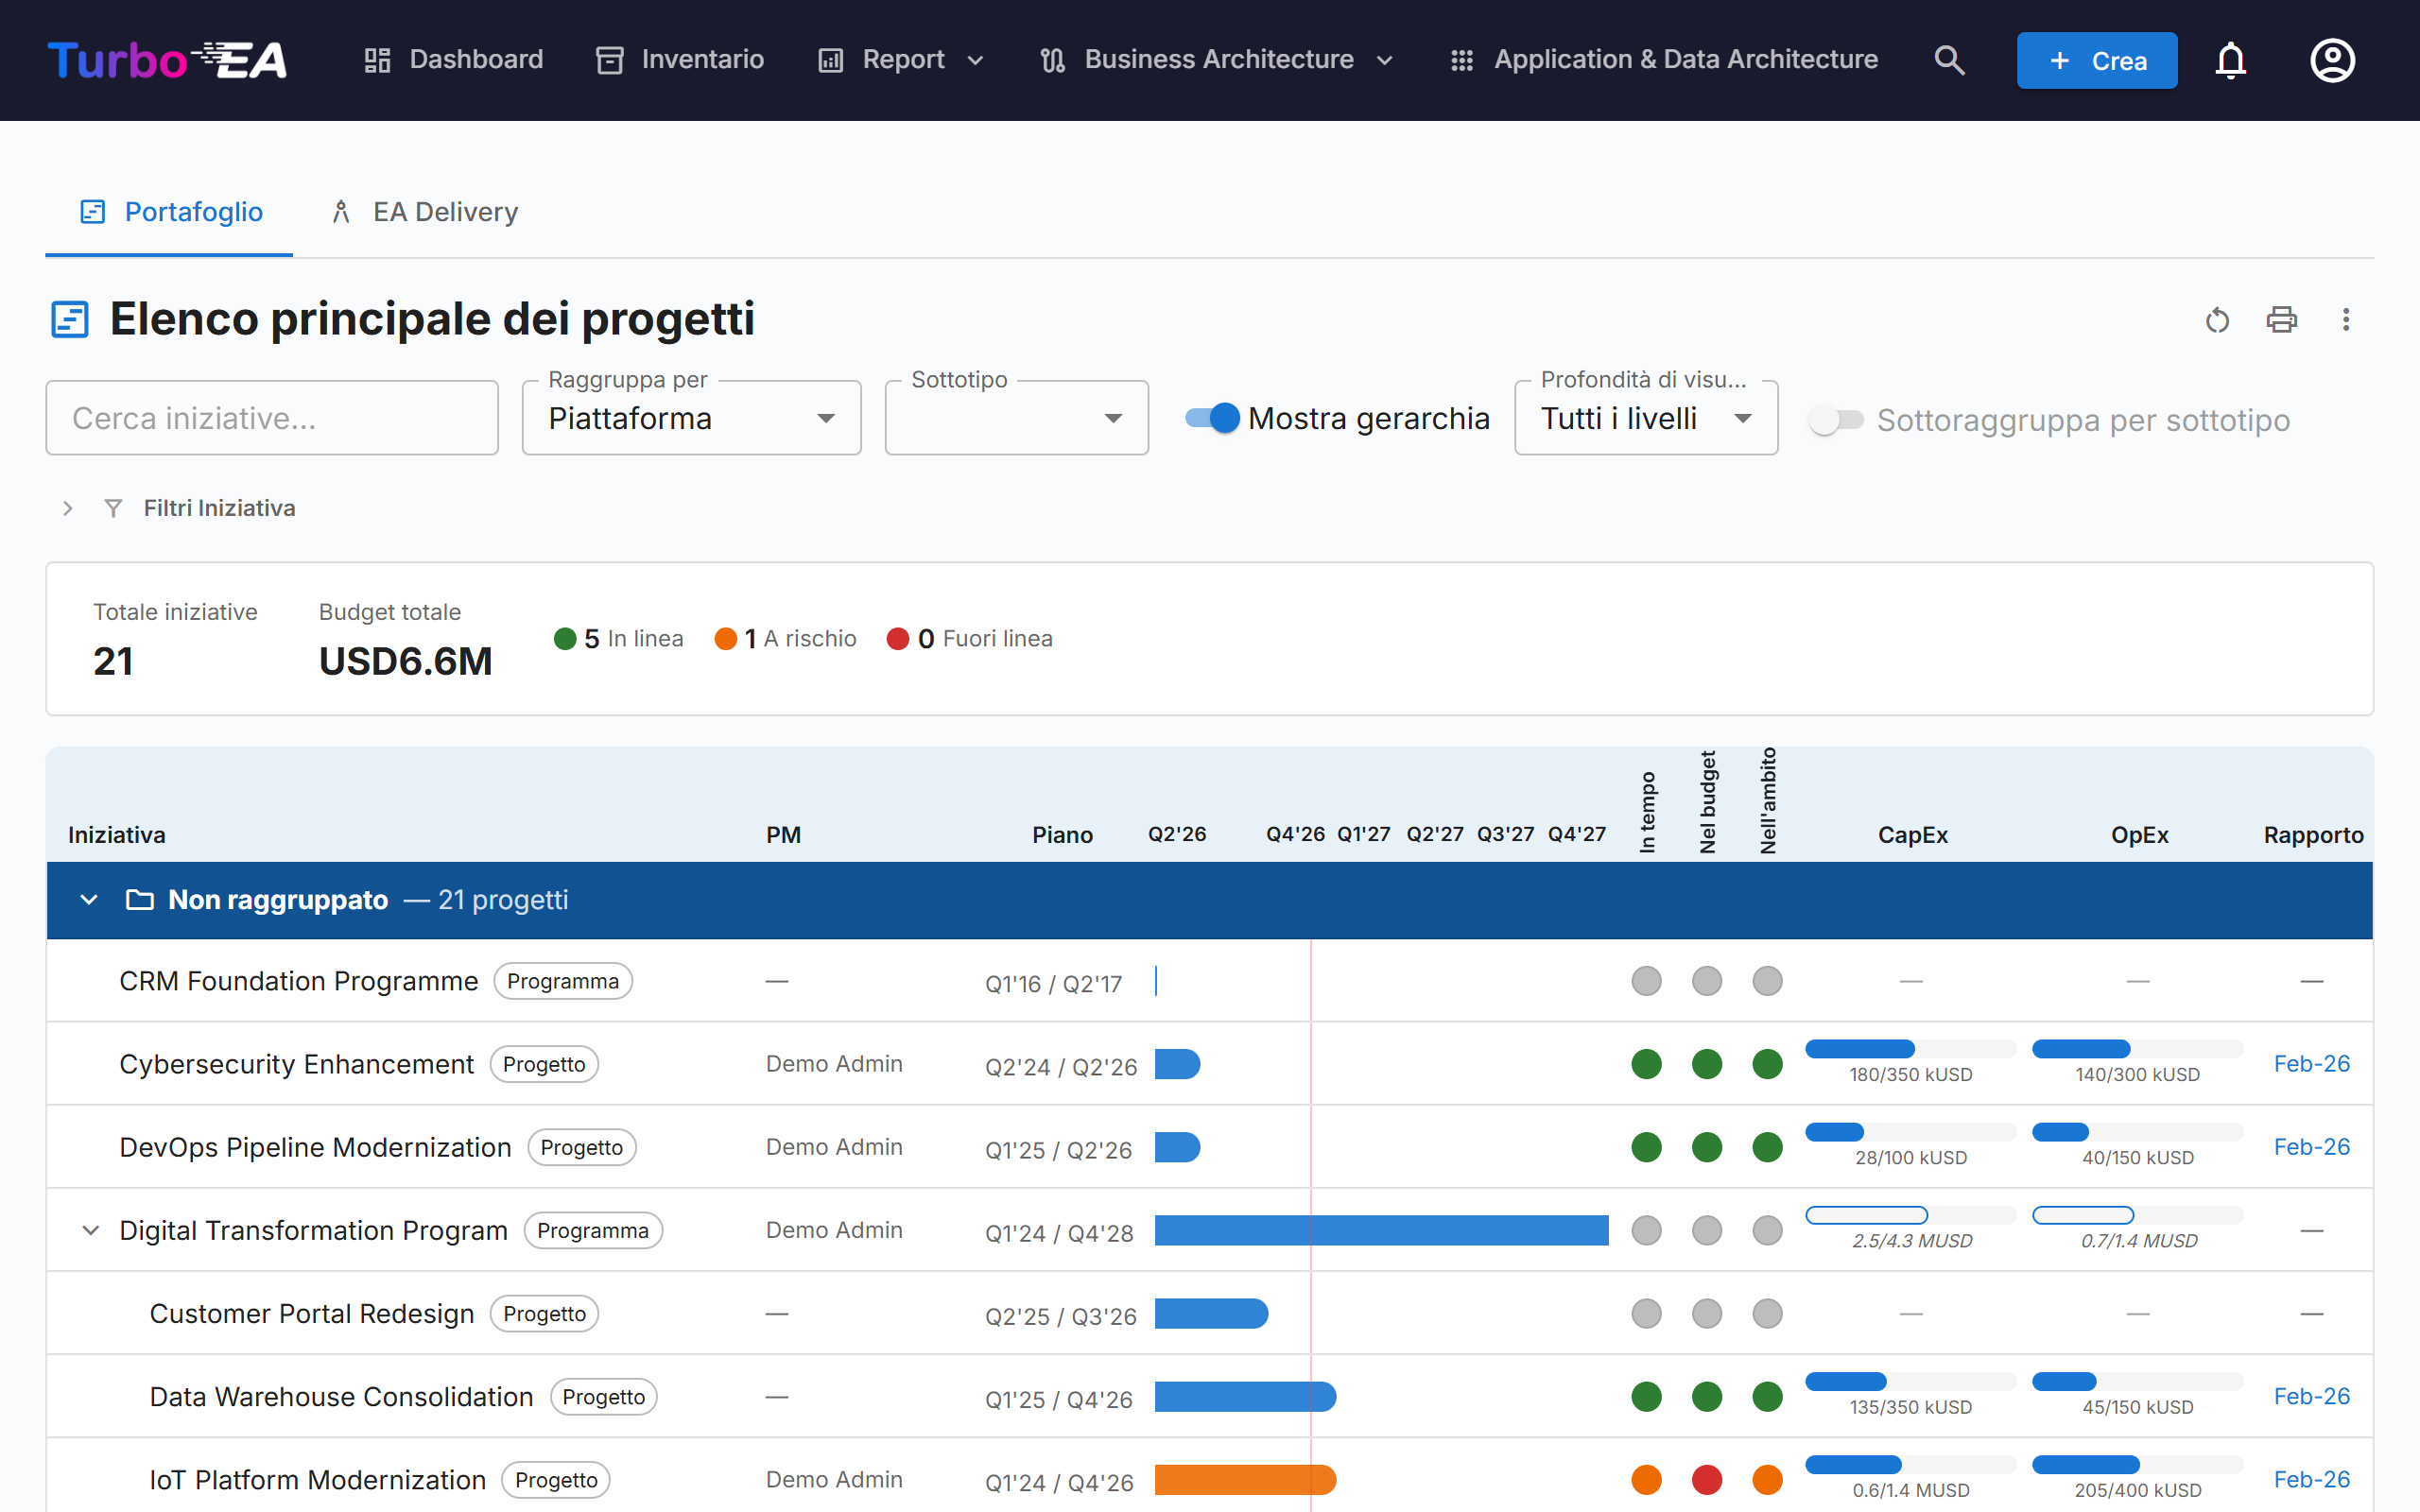 Turbo EA
Dashboard
Inventario
Report
Business Architecture
Application & Data Architecture
+ Crea
Portafoglio
EA Delivery
Elenco principale dei progetti
Cerca iniziative...
Raggruppa per
Piattaforma
Sottotipo
Mostra gerarchia
Profondità di visu...
Tutti i livelli
Sottoraggruppa per sottotipo
Filtri Iniziativa
Totale iniziative
21
Budget totale
USD6.6M
5 In linea
1 A rischio
0 Fuori linea
Iniziativa PM Piano Q2'26 Q4'26 Q1'27 Q2'27 Q3'27 Q4'27 In tempo Nel budget Nell'ambito CapEx OpEx Rapporto
Non raggruppato — 21 progetti
CRM Foundation Programme Programma — Q1'16 / Q2'17 — — —
Cybersecurity Enhancement Progetto Demo Admin Q2'24 / Q2'26 180/350 kUSD 140/300 kUSD Feb-26
DevOps Pipeline Modernization Progetto Demo Admin Q1'25 / Q2'26 28/100 kUSD 40/150 kUSD Feb-26
Digital Transformation Program Programma Demo Admin Q1'24 / Q4'28 2.5/4.3 MUSD 0.7/1.4 MUSD —
Customer Portal Redesign Progetto — Q2'25 / Q3'26 — — —
Data Warehouse Consolidation Progetto — Q1'25 / Q4'26 135/350 kUSD 45/150 kUSD Feb-26
IoT Platform Modernization Progetto Demo Admin Q1'24 / Q4'26 0.6/1.4 MUSD 205/400 kUSD Feb-26